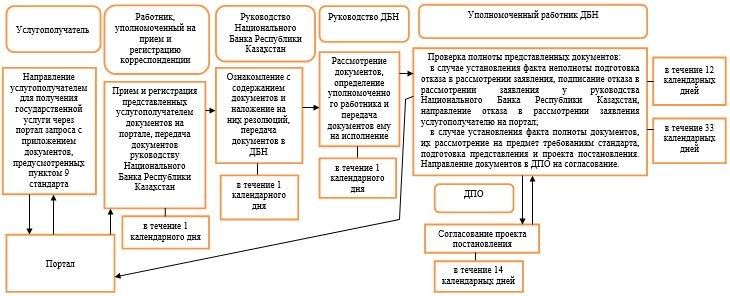 Услугополучатель
Работник,
уполномоченный на
прием и
регистрацию
корреспонденции
Руководство
Национального
Банка Республики
Казахстан
Руководство ДБН
Уполномоченный работник ДБН
Направление
услугополучателем
для получения
государственной
услуги через
портал запроса с
приложением
документов,
предусмотренных
пунктом 9
стандарта
Прием и регистрация
представленных
услугополучателем
документов на
портале, передача
документов
руководству
Национального
Банка Республики
Казахстан
Ознакомление с
содержанием
документов и
наложение на
них резолюций,
передача
документов в
ДБН
Рассмотрение
документов,
определение
уполномоченно
го работника и
передача
документов ему
на исполнение
Проверка полноты представленных документов:
в случае установления факта неполноты подготовка
отказа в рассмотрении заявления, подписание отказа в
рассмотрении заявления у руководства
Национального Банка Республики Казахстан,
направление отказа в рассмотрении заявления
услугополучателю на портал;
в случае установления факта полноты документов,
их рассмотрение на предмет требованиям стандарта,
подготовка представления и проекта постановления.
Направление документов в ДПО на согласование.
в течение 12
календарных
дней
в течение 33
календарных
дней
в течение 1
календарного дня
в течение 1
календарного
дня
в течение 1
календарного
дня
ДПО
Портал
Согласование проекта
постановления
в течение 14
календарных дней